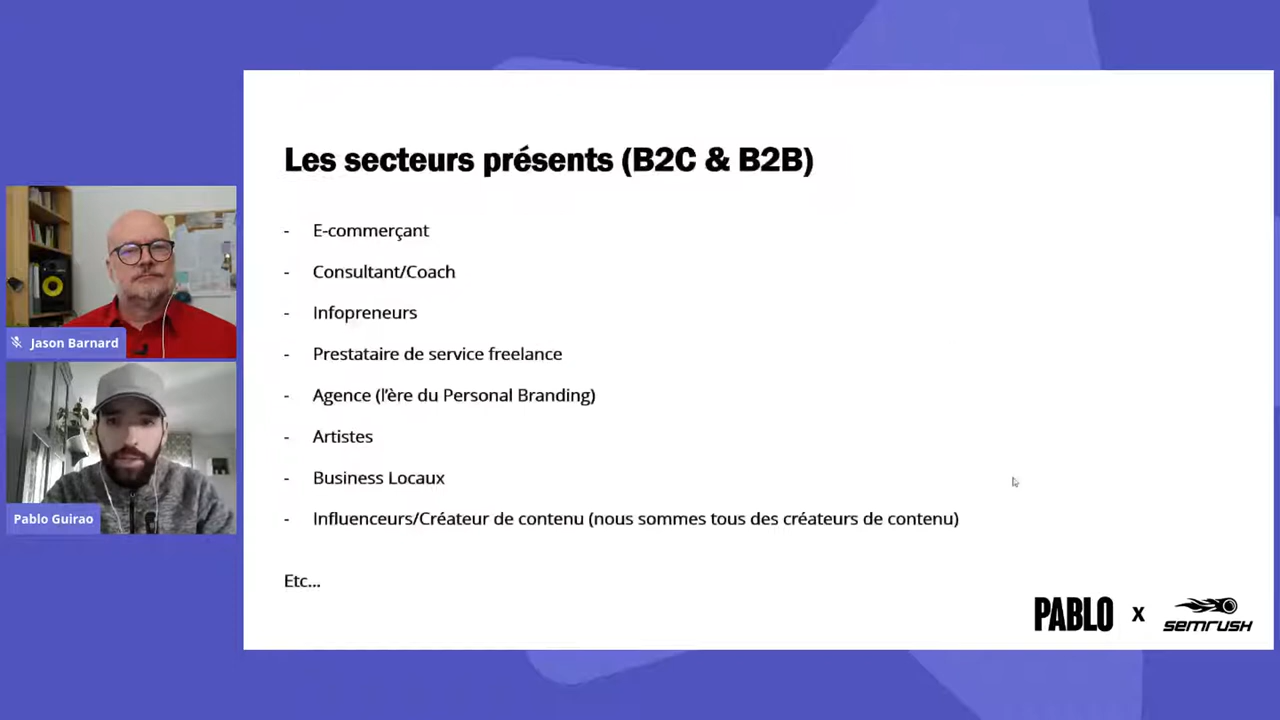 Les secteurs présents (B2C & B2B)
- E-commerçant
- Consultant/Coach
- Infopreneurs
- Prestataire de service freelance
- Agence (l'ère du Personal Branding)
- Artistes
- Business Locaux
- Influenceurs/Créateur de contenu (nous sommes tous des créateurs de contenu)
Etc...
Jason Barnard
Pablo Guirao
PABLO X SEMRUSH